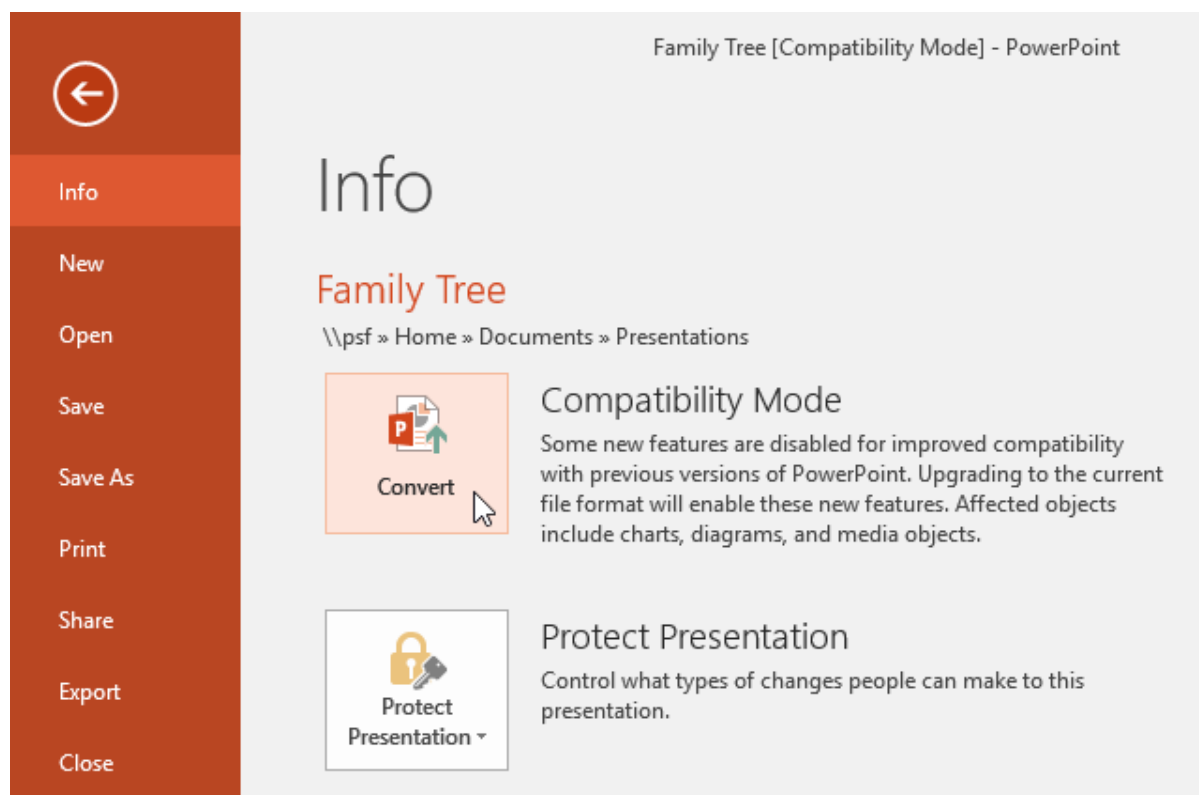 Family Tree [Compatibility Mode] - PowerPoint
Info
New
Open
Save
Save As
Print
Share
Export
Close
Info
Family Tree
\\psf » Home » Documents » Presentations
P
Convert
Compatibility Mode
Some new features are disabled for improved compatibility
with previous versions of PowerPoint. Upgrading to the current
file format will enable these new features. Affected objects
include charts, diagrams, and media objects.
Protect
Presentation
Protect Presentation
Control what types of changes people can make to this
presentation.